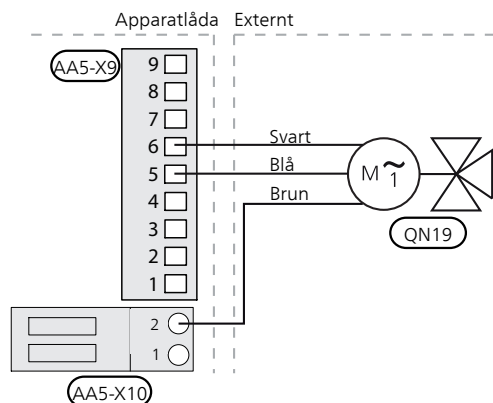 Apparatlåda Externt
AA5-X9
9
8
7
6
5
4
3
2
1
Svart
Blå
Brun
M ~ 1
QN19
2
1
AA5-X10